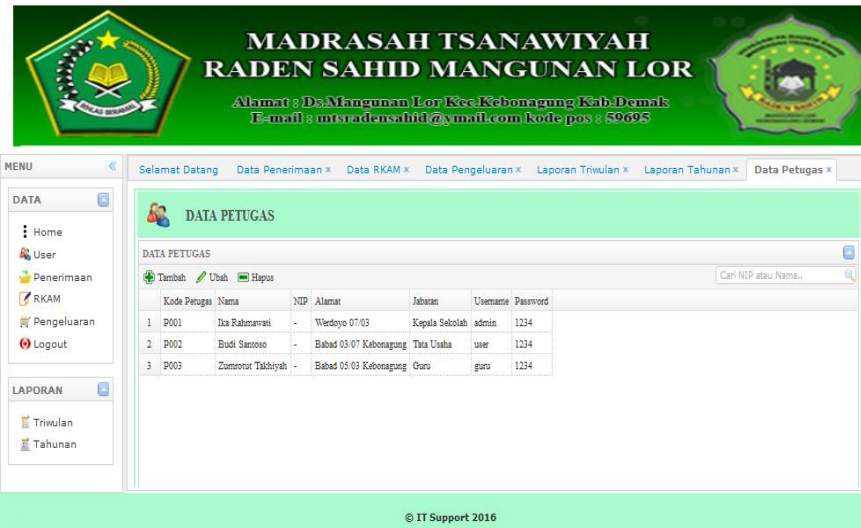 MADRASAH TSANAWIYAH
RADEN SAHID MANGUNAN LOR
Alamat : Ds.Mangunan Lor Kec.Kebonagung Kab.Demak
E-mail : mtsradensahid@ymail.com kode pos : 59695
IKHLAS BERAMAL
RADEN SAHID
MENU «
Selamat Datang Data Penerimaan × Data RKAM × Data Pengeluaran × Laporan Triwulan × Laporan Tahunan × Data Petugas ×
DATA
Home
User
Penerimaan
RKAM
Pengeluaran
Logout
LAPORAN
Triwulan
Tahunan
DATA PETUGAS
DATA PETUGAS
Tambah Ubah Hapus Cari NIP atau Nama..
Kode Petugas Nama NIP Alamat Jabatan Username Password
1 P001 Ika Rahmawati - Werdoyo 07/03 Kepala Sekolah admin 1234
2 P002 Budi Santoso - Babad 03/07 Kebonagung Tata Usaha user 1234
3 P003 Zumrotut Takhiyah - Babad 05/03 Kebonagung Guru guru 1234
© IT Support 2016